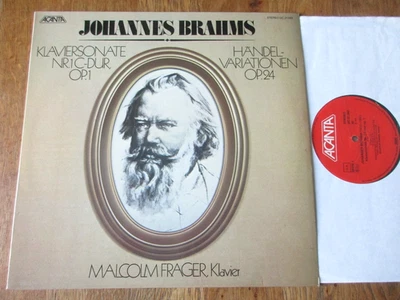 ACANTA
JOHANNES BRAHMS
KLAVIERSONATE
NR.1 C-DUR
OP.1
HÄNDEL-
VARIATIONEN
OP.24
MALCOLM FRAGER, Klavier
ACANTA